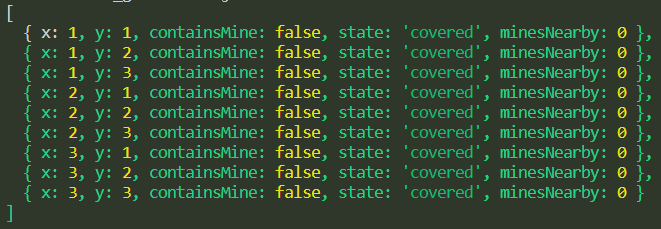 [
{ x: 1, y: 1, containsMine: false, state: 'covered', minesNearby: 0 },
{ x: 1, y: 2, containsMine: false, state: 'covered', minesNearby: 0 },
{ x: 1, y: 3, containsMine: false, state: 'covered', minesNearby: 0 },
{ x: 2, y: 1, containsMine: false, state: 'covered', minesNearby: 0 },
{ x: 2, y: 2, containsMine: false, state: 'covered', minesNearby: 0 },
{ x: 2, y: 3, containsMine: false, state: 'covered', minesNearby: 0 },
{ x: 3, y: 1, containsMine: false, state: 'covered', minesNearby: 0 },
{ x: 3, y: 2, containsMine: false, state: 'covered', minesNearby: 0 },
{ x: 3, y: 3, containsMine: false, state: 'covered', minesNearby: 0 }
]